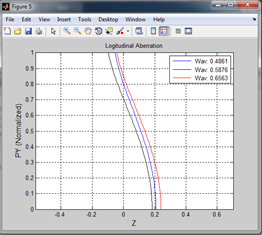 Figure 5
File Edit View Insert Tools Desktop Window Help
Logitudinal Aberration
Wav: 0.4861
Wav: 0.5876
Wav: 0.6563
PY (Normalized)
1
0.9
0.8
0.7
0.6
0.5
0.4
0.3
0.2
0.1
0
-0.4 -0.2 0 0.2 0.4 0.6
Z